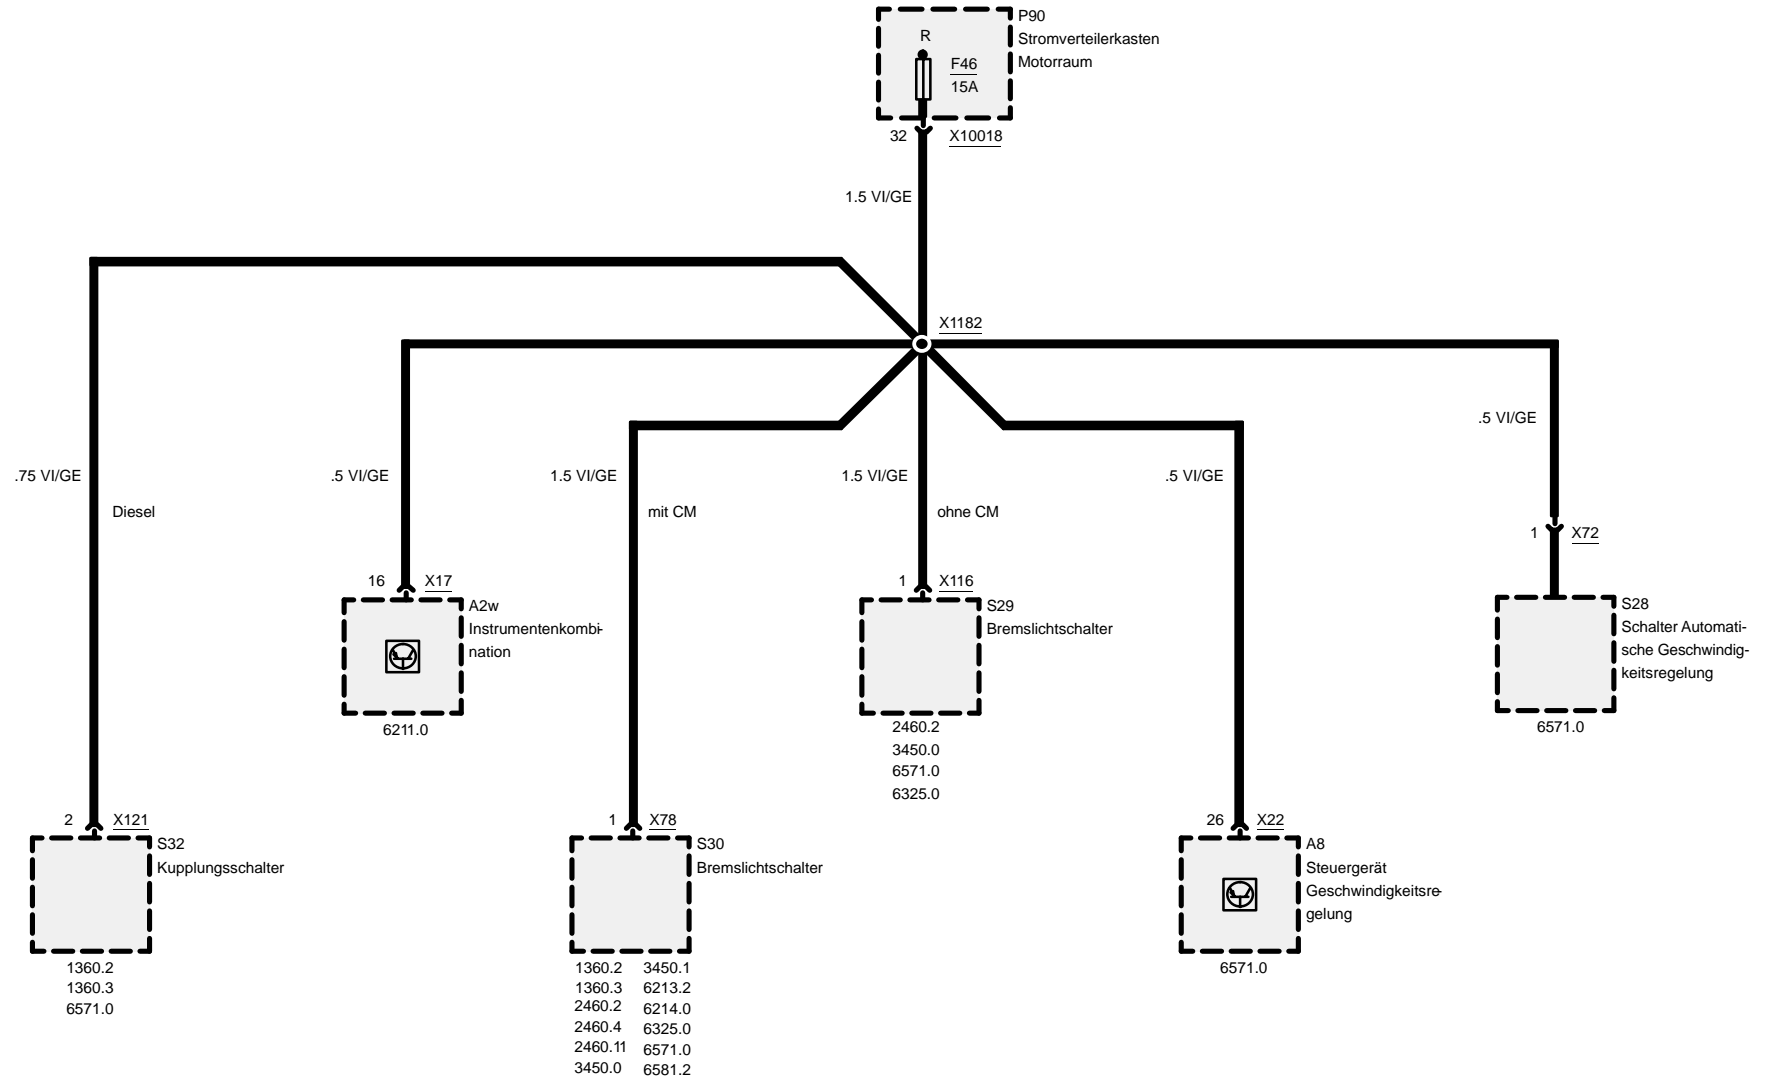 P90
R
Stromverteilerkasten
Motorraum
F46
15A
32
X10018
1.5 VI/GE
X1182
.5 VI/GE
.75 VI/GE
.5 VI/GE
1.5 VI/GE
1.5 VI/GE
.5 VI/GE
Diesel
mit CM
ohne CM
1
X72
16
X17
1
X116
A2w
Instrumentenkombi-
nation
S29
Bremslichtschalter
S28
Schalter Automati-
sche Geschwindig-
keitsregelung
6211.0
2460.2
3450.0
6571.0
6325.0
6571.0
2
X121
1
X78
26
X22
S32
Kupplungsschalter
S30
Bremslichtschalter
A8
Steuergerät
Geschwindigkeitsre-
gelung
1360.2
1360.3
6571.0
1360.2 3450.1
1360.3 6213.2
2460.2 6214.0
2460.4 6325.0
2460.11 6571.0
3450.0 6581.2
6571.0